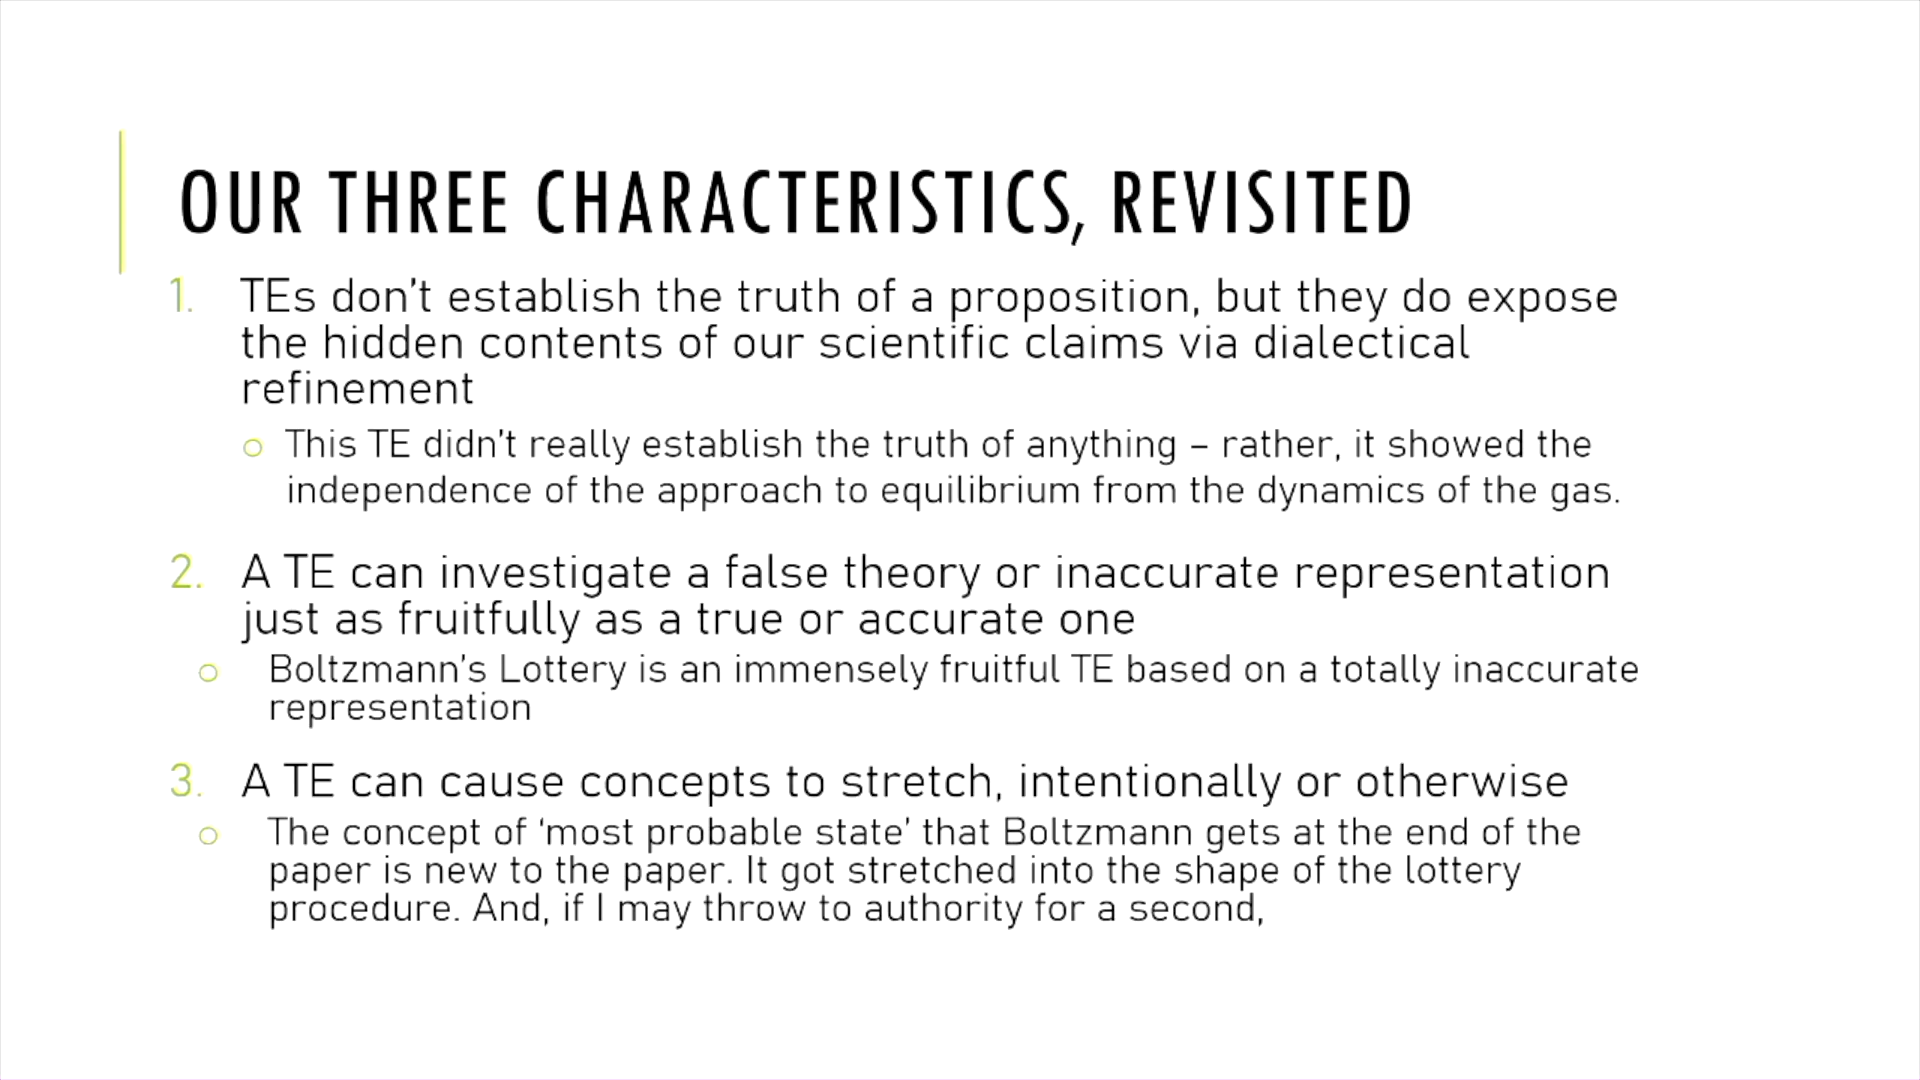 OUR THREE CHARACTERISTICS, REVISITED
1. TEs don't establish the truth of a proposition, but they do expose
the hidden contents of our scientific claims via dialectical
refinement
○ This TE didn't really establish the truth of anything – rather, it showed the
independence of the approach to equilibrium from the dynamics of the gas.
2. A TE can investigate a false theory or inaccurate representation
just as fruitfully as a true or accurate one
○ Boltzmann's Lottery is an immensely fruitful TE based on a totally inaccurate
representation
3. A TE can cause concepts to stretch, intentionally or otherwise
○ The concept of ‘most probable state’ that Boltzmann gets at the end of the
paper is new to the paper. It got stretched into the shape of the lottery
procedure. And, if I may throw to authority for a second,